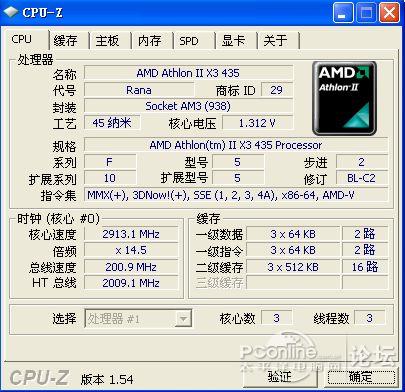 CPU-Z
CPU 缓存 主板 内存 SPD 显卡 关于
处理器
名称 AMD Athlon II X3 435
代号 Rana 商标 ID 29
封装 Socket AM3 (938)
工艺 45 纳米 核心电压 1.312 V
AMD Athlon II
规格 AMD Athlon(tm) II X3 435 Processor
系列 F 型号 5 步进 2
扩展系列 10 扩展型号 5 修订 BL-C2
指令集 MMX(+), 3DNow!(+), SSE (1, 2, 3, 4A), x86-64, AMD-V
时钟 (核心 #0)
核心速度 2913.1 MHz
倍频 x 14.5
总线速度 200.9 MHz
HT 总线 2009.1 MHz
缓存
一级数据 3 x 64 KB 2 路
一级指令 3 x 64 KB 2 路
二级缓存 3 x 512 KB 16 路
三级缓存
选择 处理器 #1 核心数 3 线程数 3
PConline 论坛
太平洋电脑网
CPU-Z 版本 1.54 验证 确定